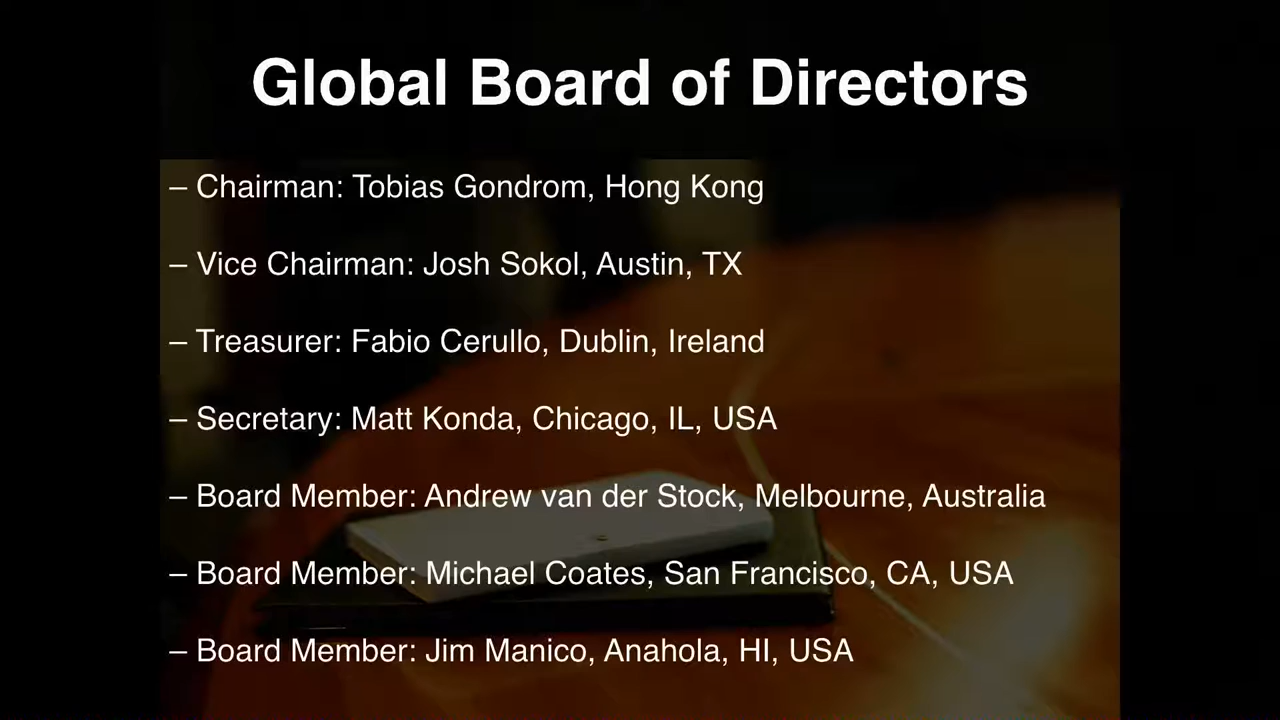 Global Board of Directors
– Chairman: Tobias Gondrom, Hong Kong
– Vice Chairman: Josh Sokol, Austin, TX
– Treasurer: Fabio Cerullo, Dublin, Ireland
– Secretary: Matt Konda, Chicago, IL, USA
– Board Member: Andrew van der Stock, Melbourne, Australia
– Board Member: Michael Coates, San Francisco, CA, USA
– Board Member: Jim Manico, Anahola, HI, USA